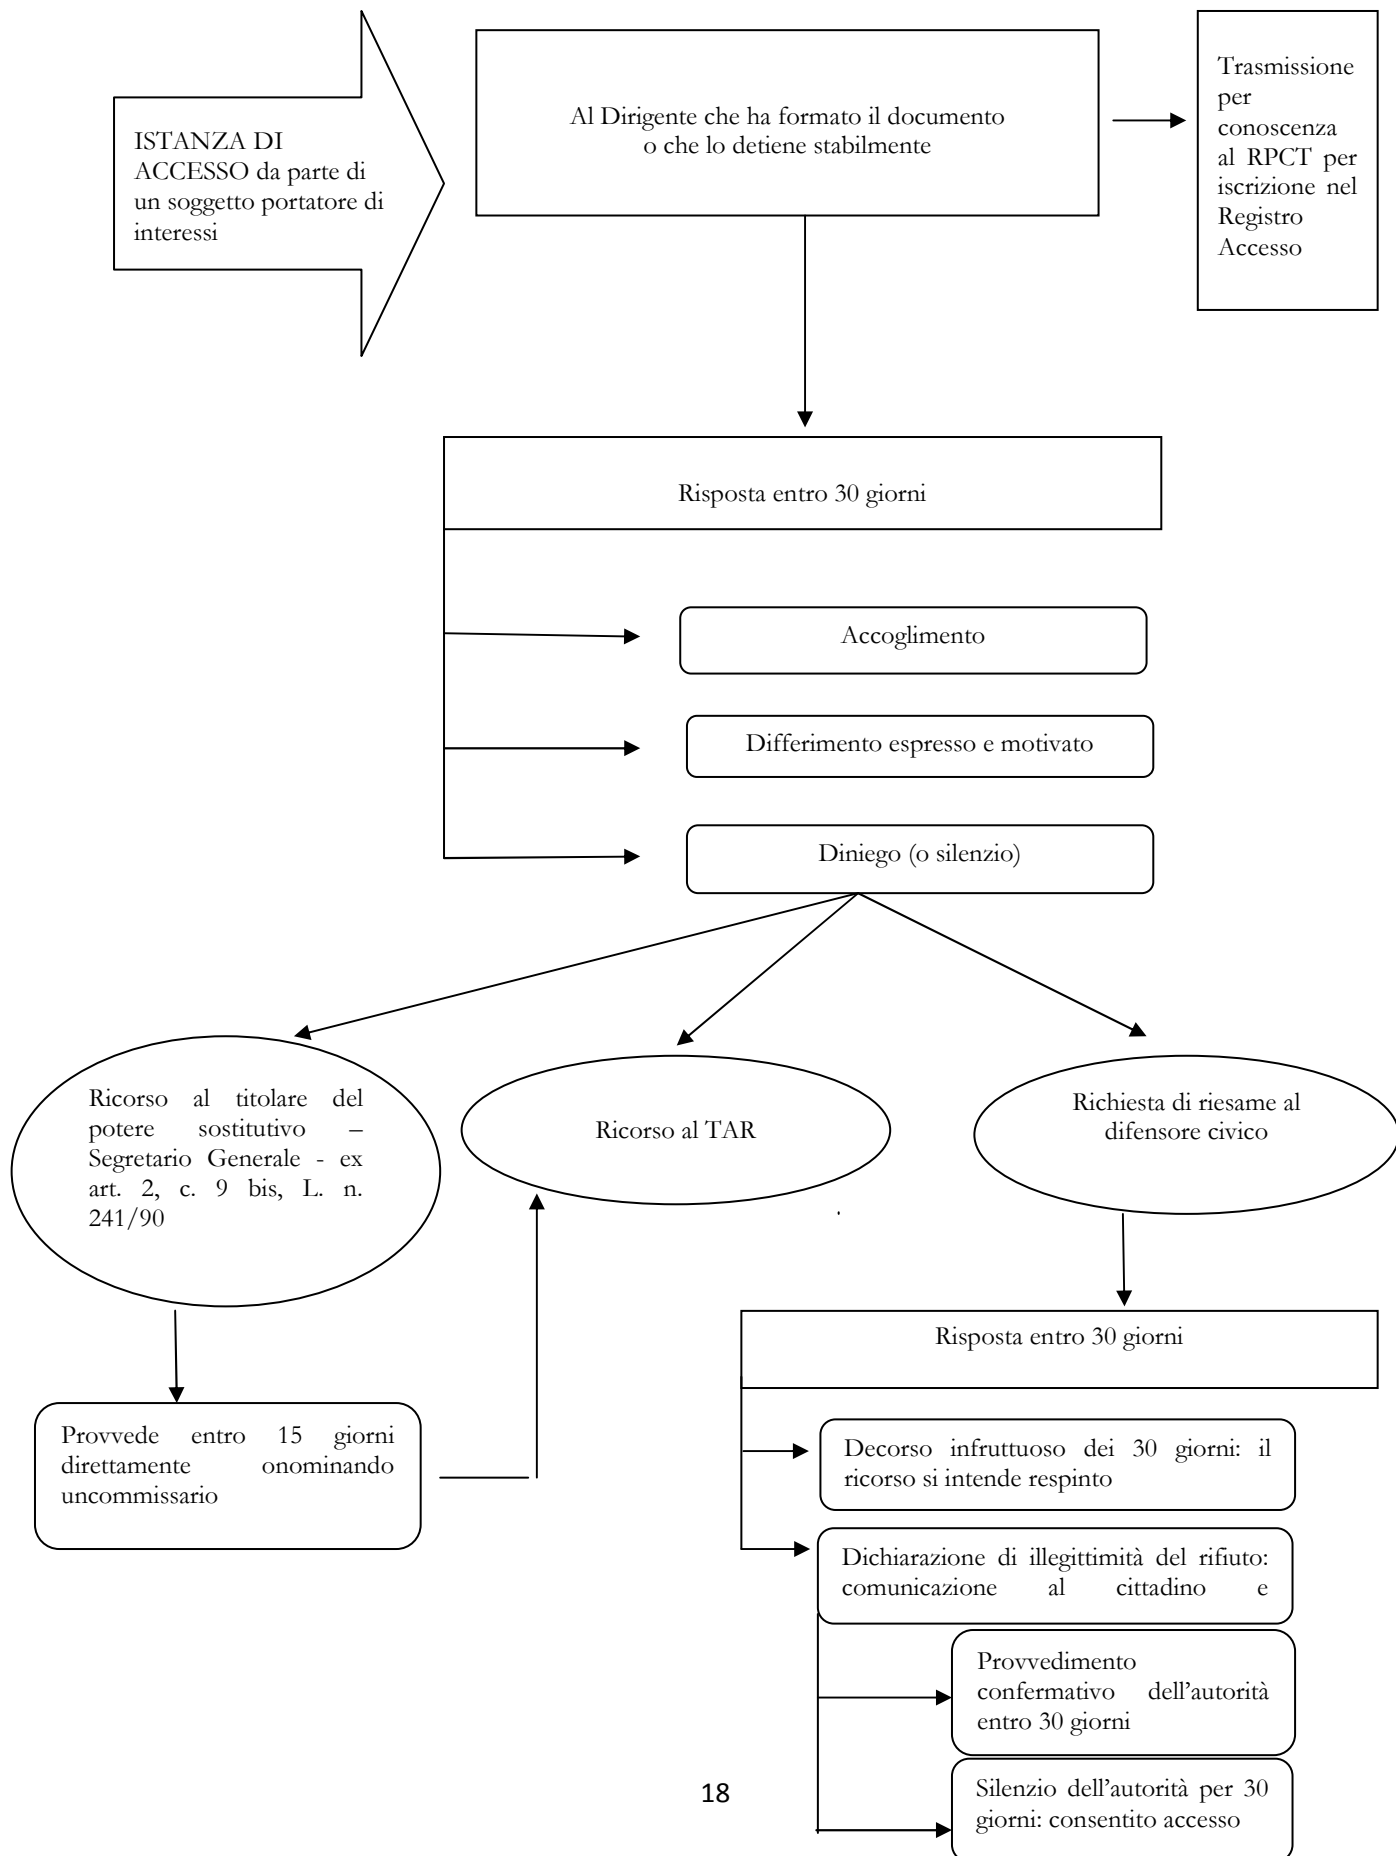 ISTANZA DI
ACCESSO da parte di
un soggetto portatore di
interessi
Al Dirigente che ha formato il documento
o che lo detiene stabilmente
Trasmissione
per
conoscenza
al RPCT per
iscrizione nel
Registro
Accesso
Risposta entro 30 giorni
Accoglimento
Differimento espresso e motivato
Diniego (o silenzio)
Ricorso al titolare del
potere sostitutivo –
Segretario Generale - ex
art. 2, c. 9 bis, L. n.
241/90
Ricorso al TAR
Richiesta di riesame al
difensore civico
.
Risposta entro 30 giorni
Provvede entro 15 giorni
direttamente onominando
uncommissario
Decorso infruttuoso dei 30 giorni: il
ricorso si intende respinto
Dichiarazione di illegittimità del rifiuto:
comunicazione al cittadino e
Provvedimento
confermativo dell'autorità
entro 30 giorni
Silenzio dell'autorità per 30
giorni: consentito accesso
18